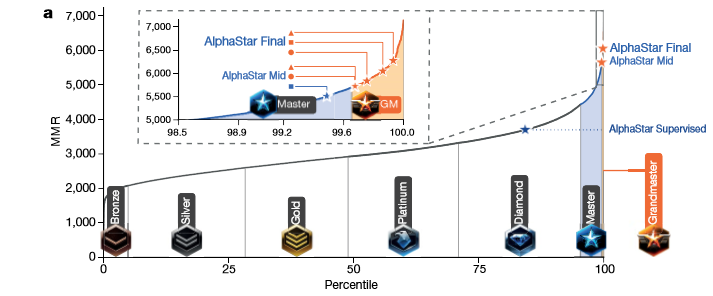 a
7,000
6,000
5,000
4,000
3,000
2,000
1,000
0
MMR
7,000
6,500
6,000
5,500
5,000
AlphaStar Final
AlphaStar Mid
Master
GM
98.5
98.9
99.2
99.6
100.0
AlphaStar Final
AlphaStar Mid
AlphaStar Supervised
Bronze
Silver
Gold
Platinum
Diamond
Master
Grandmaster
0
25
50
75
100
Percentile